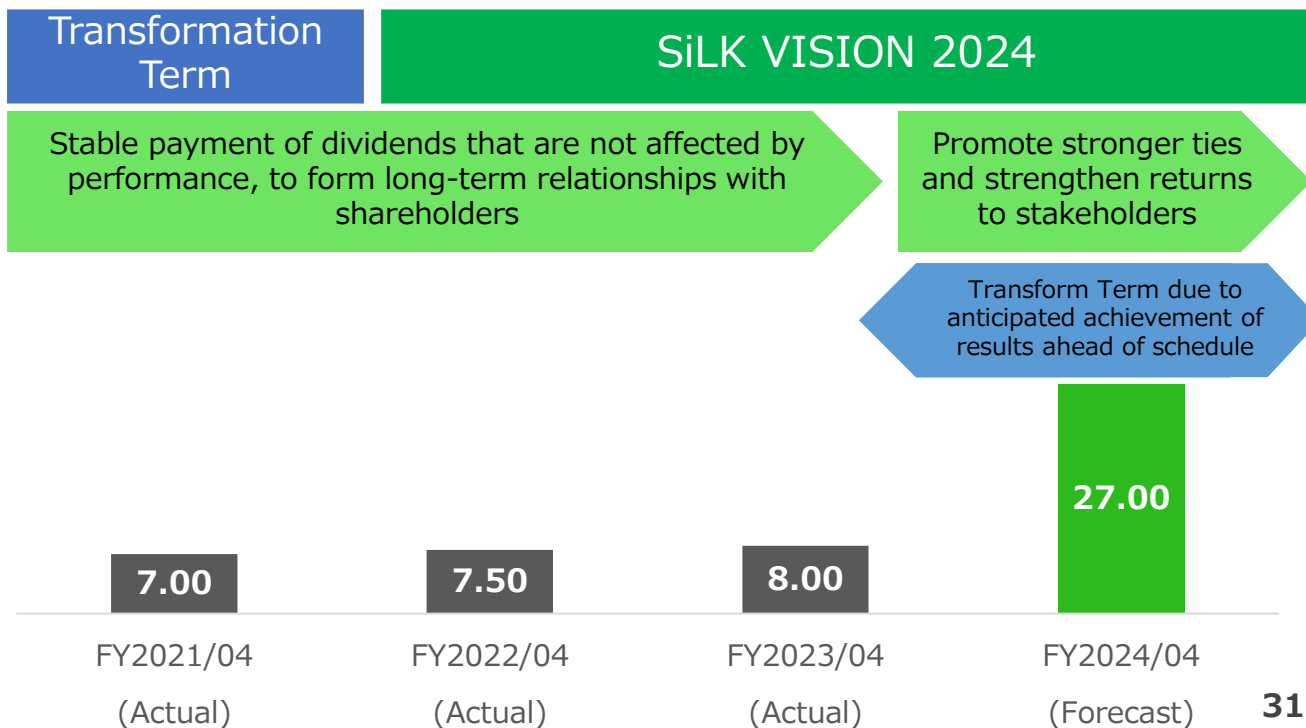 Transformation
Term
SiLK VISION 2024
Stable payment of dividends that are not affected by
performance, to form long-term relationships with
shareholders
Promote stronger ties
and strengthen returns
to stakeholders
Transform Term due to
anticipated achievement of
results ahead of schedule
7.00
7.50
8.00
27.00
FY2021/04
(Actual)
FY2022/04
(Actual)
FY2023/04
(Actual)
FY2024/04
(Forecast)
31